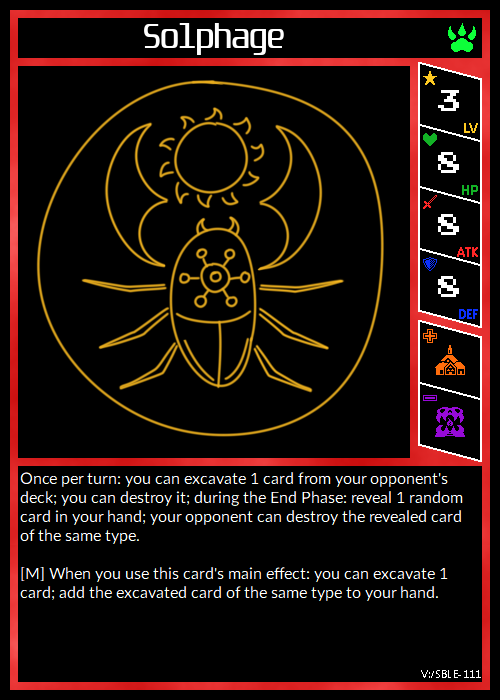 Solphage
3
LV
8
HP
8
ATK
8
DEF
Once per turn: you can excavate 1 card from your opponent's
deck; you can destroy it; during the End Phase: reveal 1 random
card in your hand; your opponent can destroy the revealed card
of the same type.
[M] When you use this card's main effect: you can excavate 1
card; add the excavated card of the same type to your hand.
V:/SBLE-111